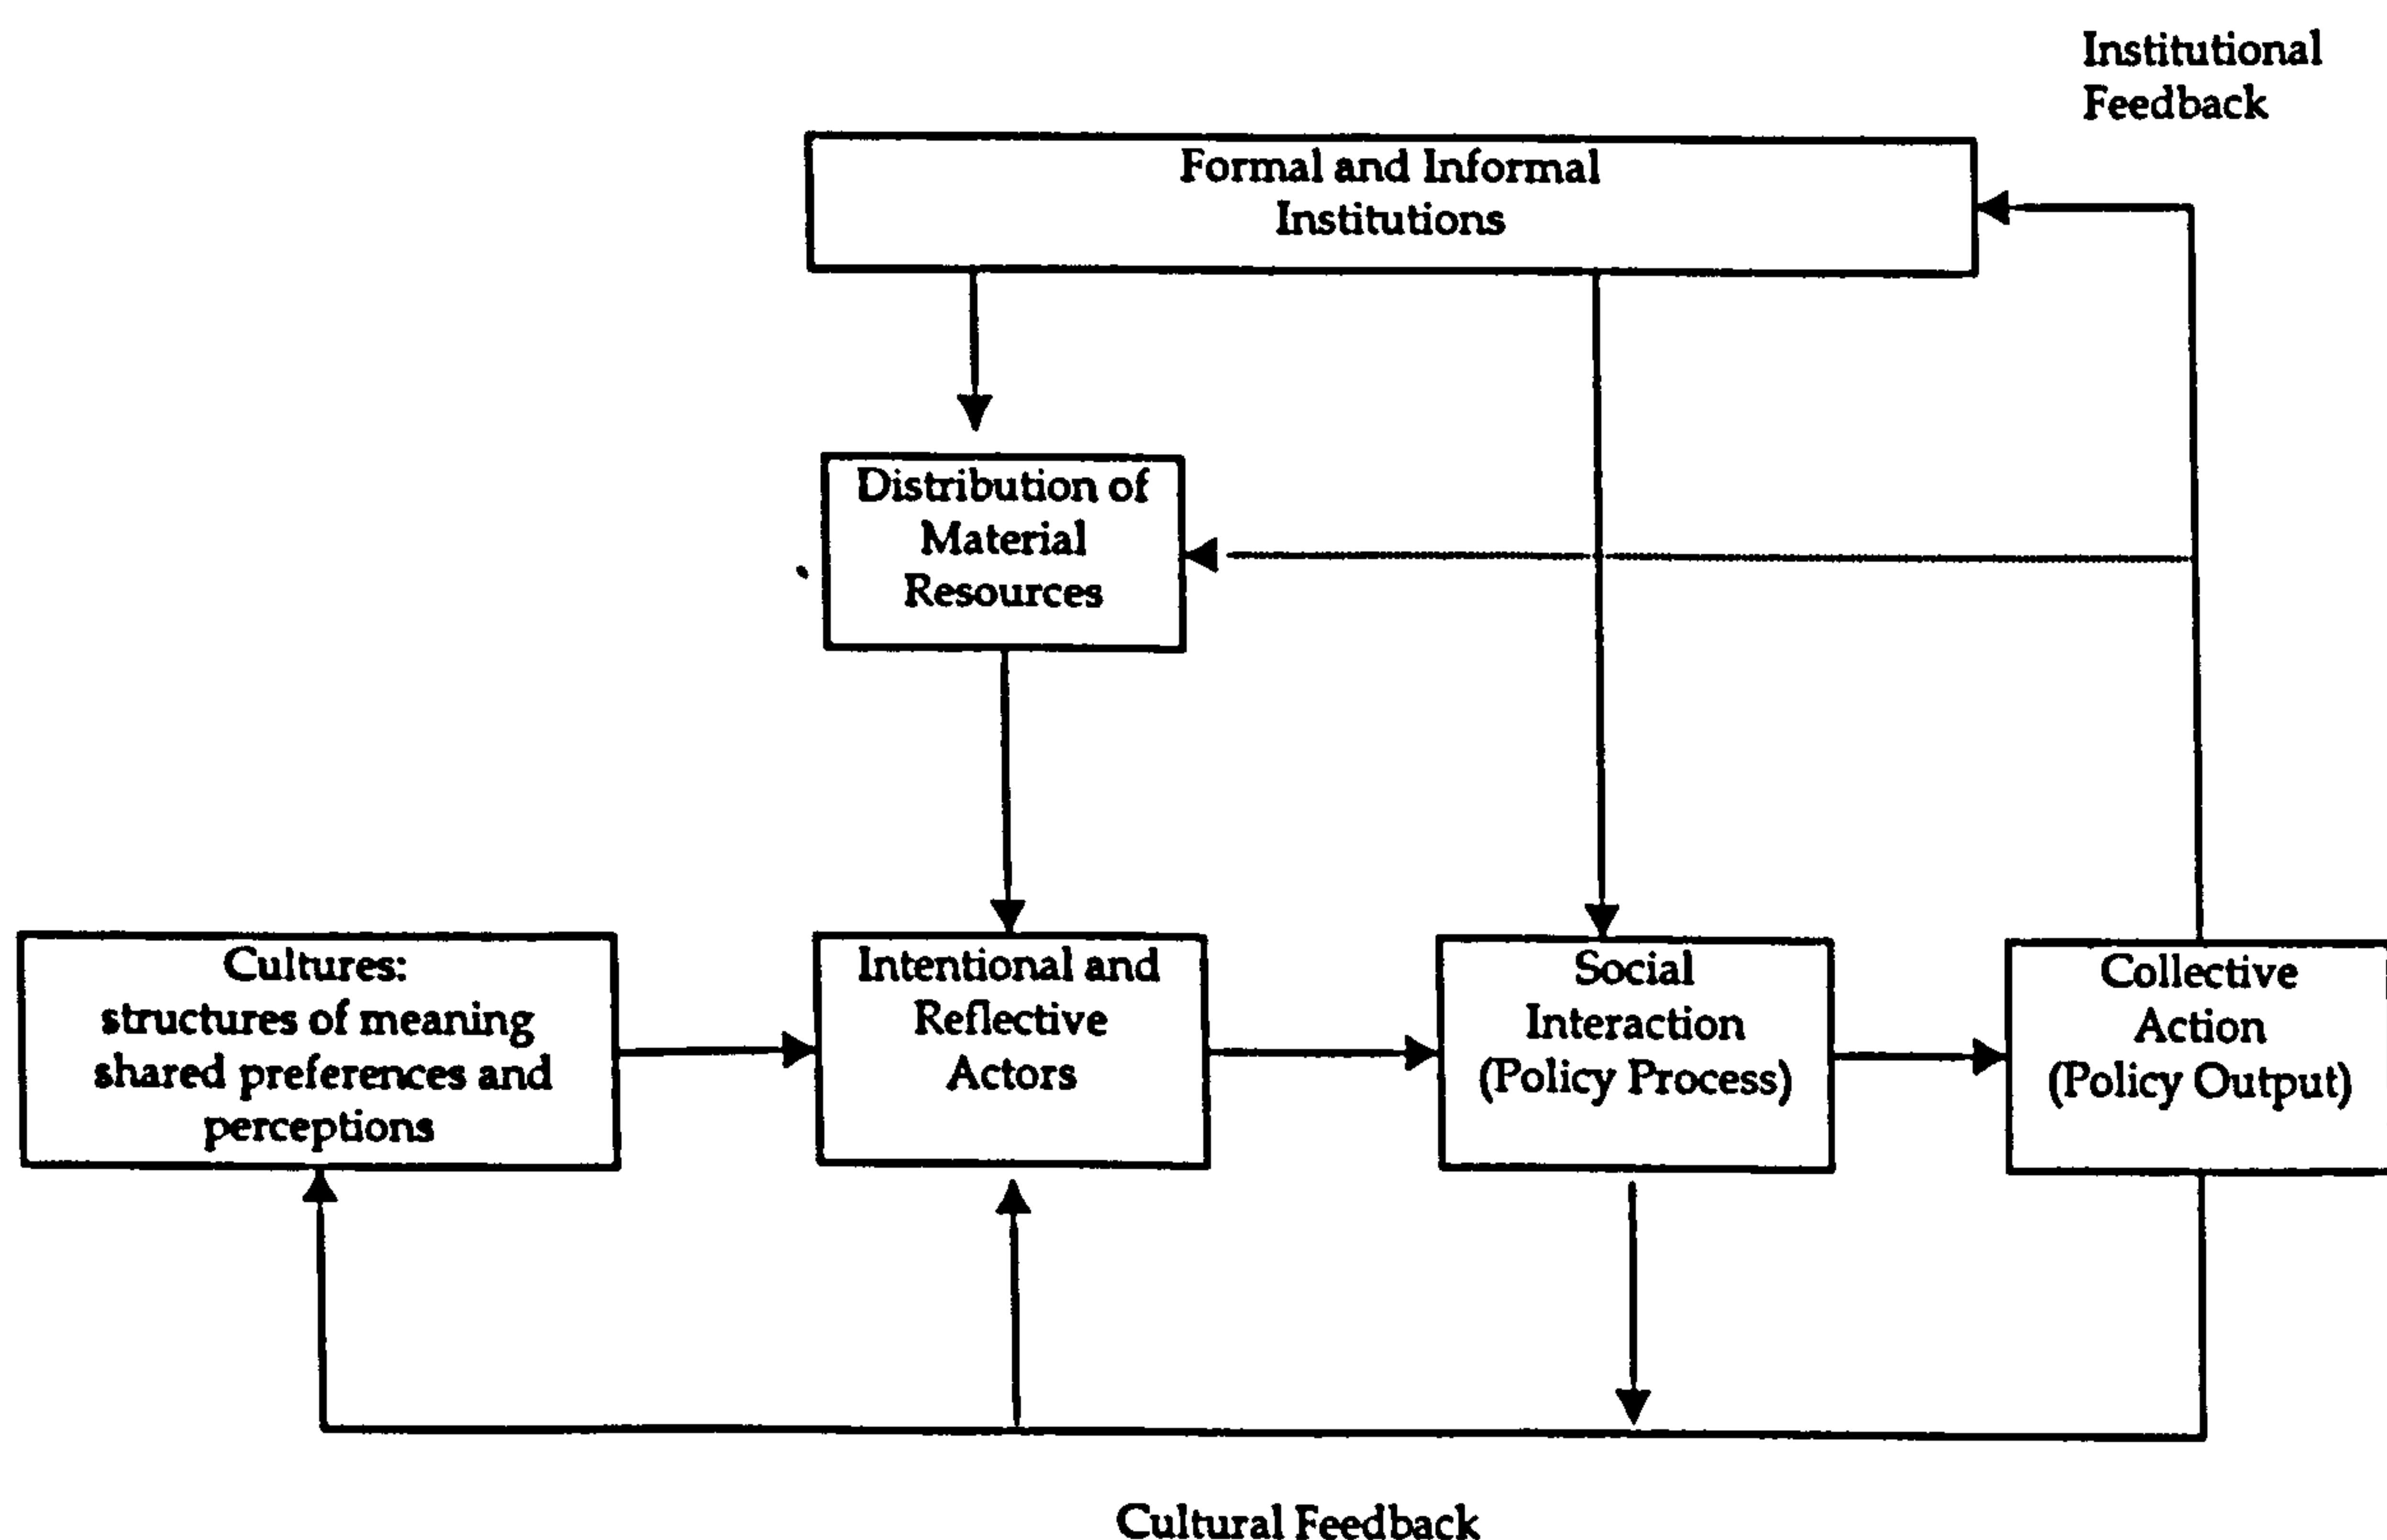 Institutional
Feedback
Formal and Informal
Institutions
Distribution of
Material
Resources
Cultures:
structures of meaning
shared preferences and
perceptions
Intentional and
Reflective
Actors
Social
Interaction
(Policy Process)
Collective
Action
(Policy Output)
Cultural Feedback